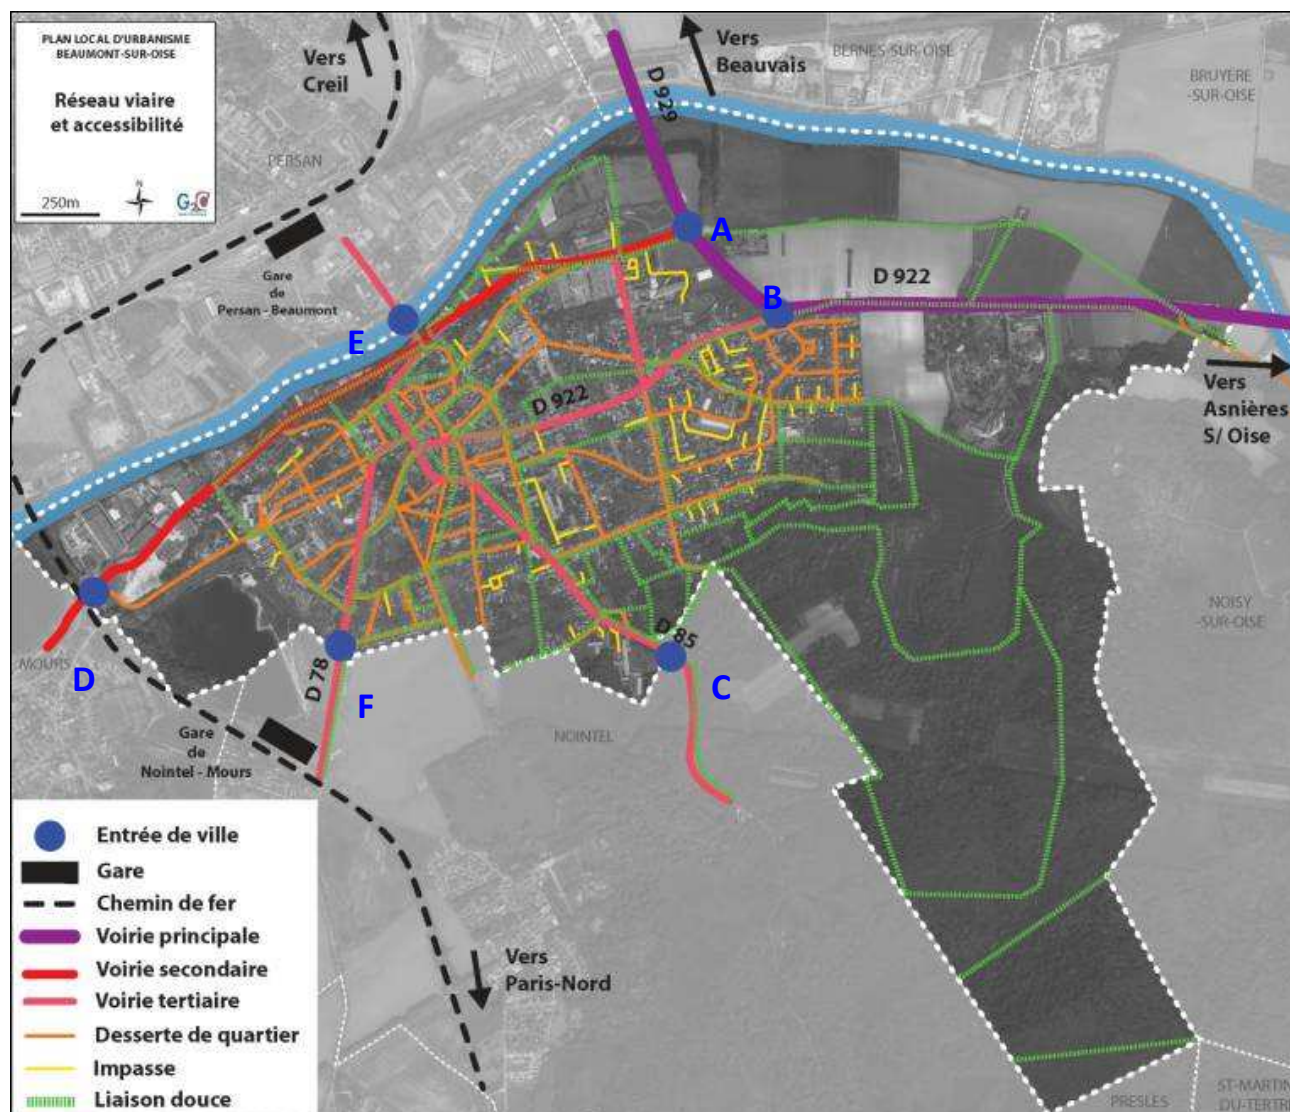 PLAN LOCAL D'URBANISME
BEAUMONT-SUR-OISE
Réseau viaire
et accessibilité
250m
N
Vers
Creil
Vers
Beauvais
BERNES-SUR-OISE
BRUYERE
-SUR-OISE
D 929
PERSAN
Gare
de
Persan - Beaumont
A
B
D 922
E
D 922
Vers
Asnières
S/ Oise
NOISY
-SUR-OISE
MOURS
D
D 78
F
D 85
C
NOINTEL
Gare
de
Nointel - Mours
Vers
Paris-Nord
Entrée de ville
Gare
Chemin de fer
Voirie principale
Voirie secondaire
Voirie tertiaire
Desserte de quartier
Impasse
Liaison douce
PRESLES
ST-MARTIN
DU-TERTRE